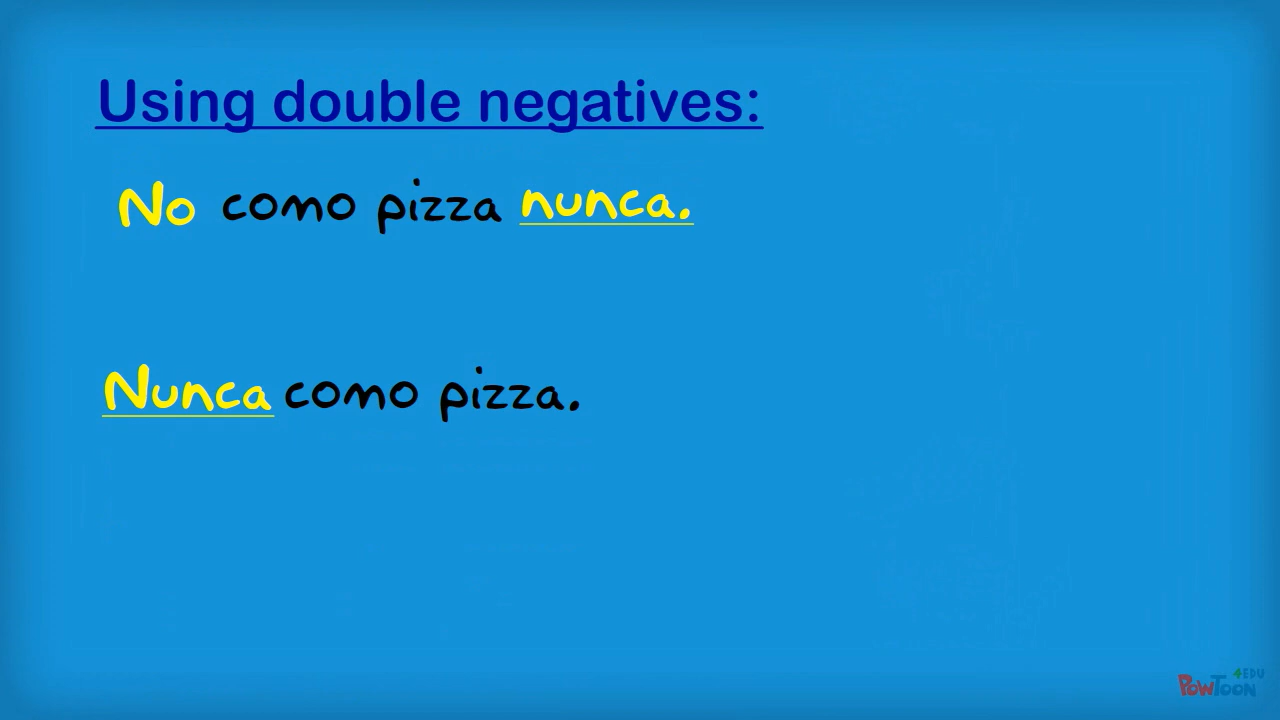 Using double negatives:
No como pizza nunca.
Nunca como pizza.
4EDU
PowToon